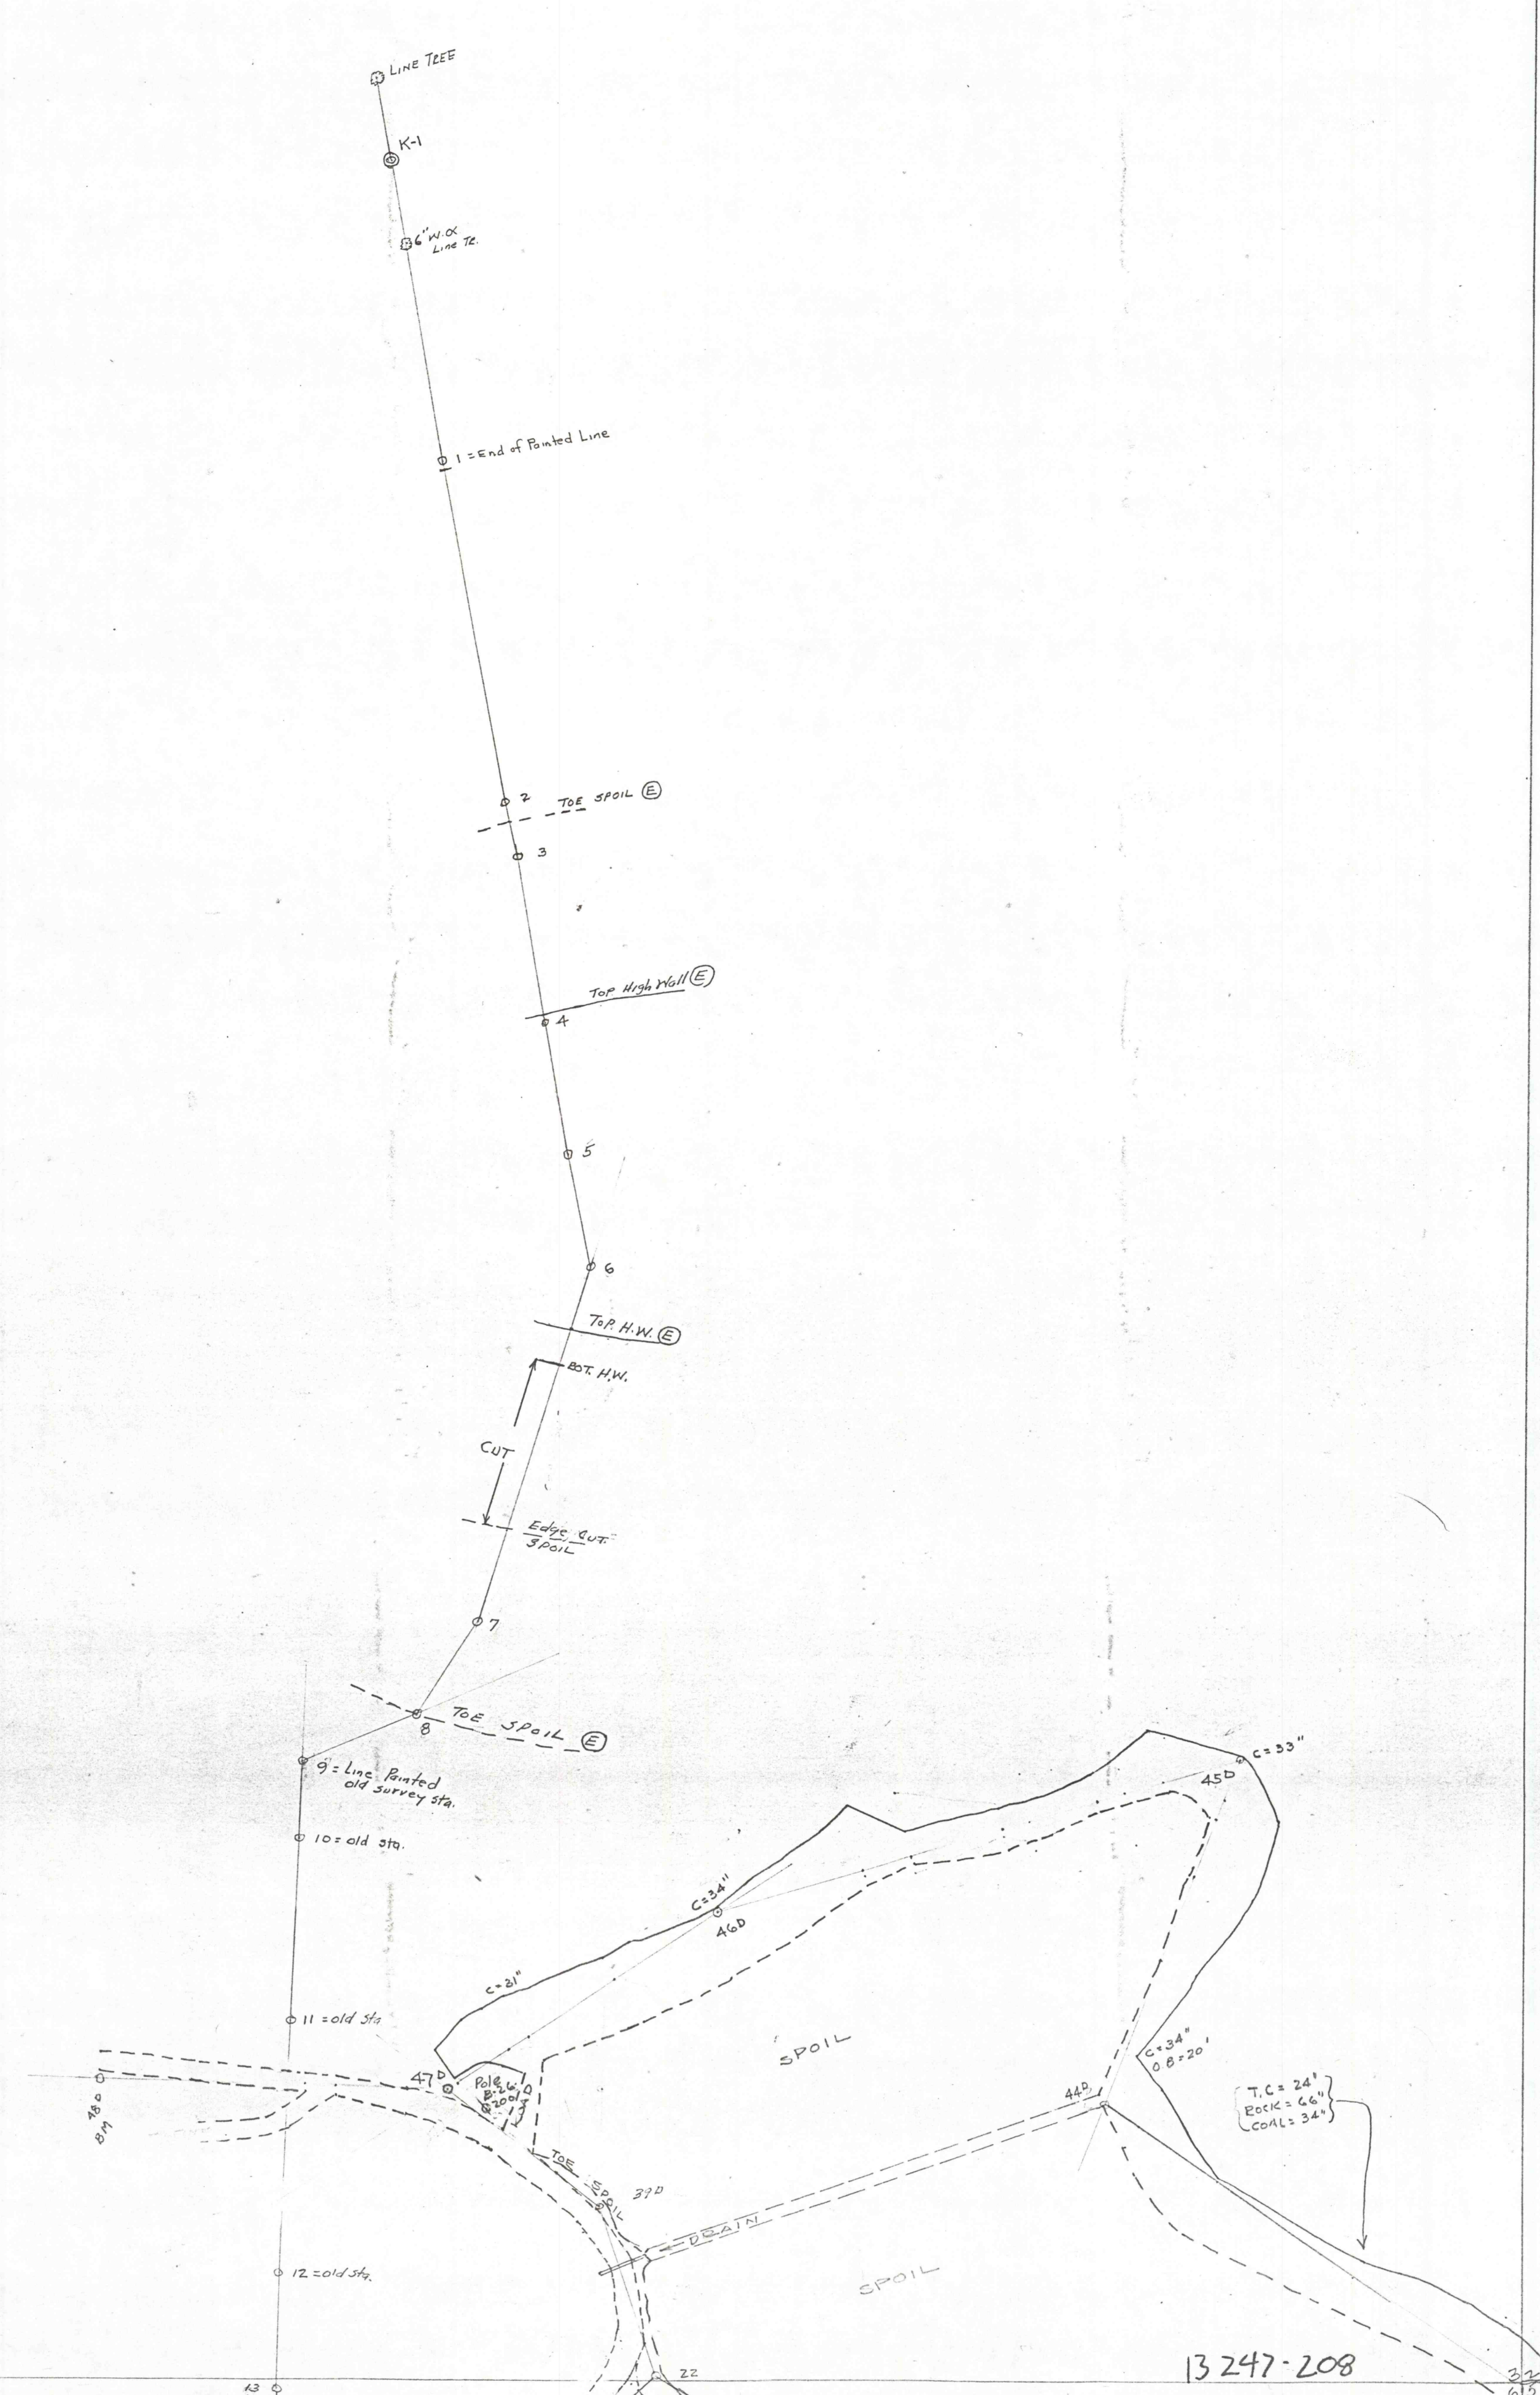 LINE TREE
K-1
6" W.O.
Line Tr.
1 = End of Painted Line
2
TOE SPOIL E
3
TOP High Wall E
4
5
6
TOP. H.W. E
BOT. H.W.
CUT
Edge CUT
SPOIL
7
TOE SPOIL E
8
9 = Line Painted
old survey sta.
10 = old sta.
C=33"
45D
C=34"
46D
C=31"
11 = old sta
SPOIL
C=34"
O.B=20'
47D
Pole
48D
BM
44D
T.C = 24'
ROCK = 66"
COAL = 34"
TOE SPOIL
39D
DRAIN
12 = old sta.
SPOIL
13
22
13247-208
32